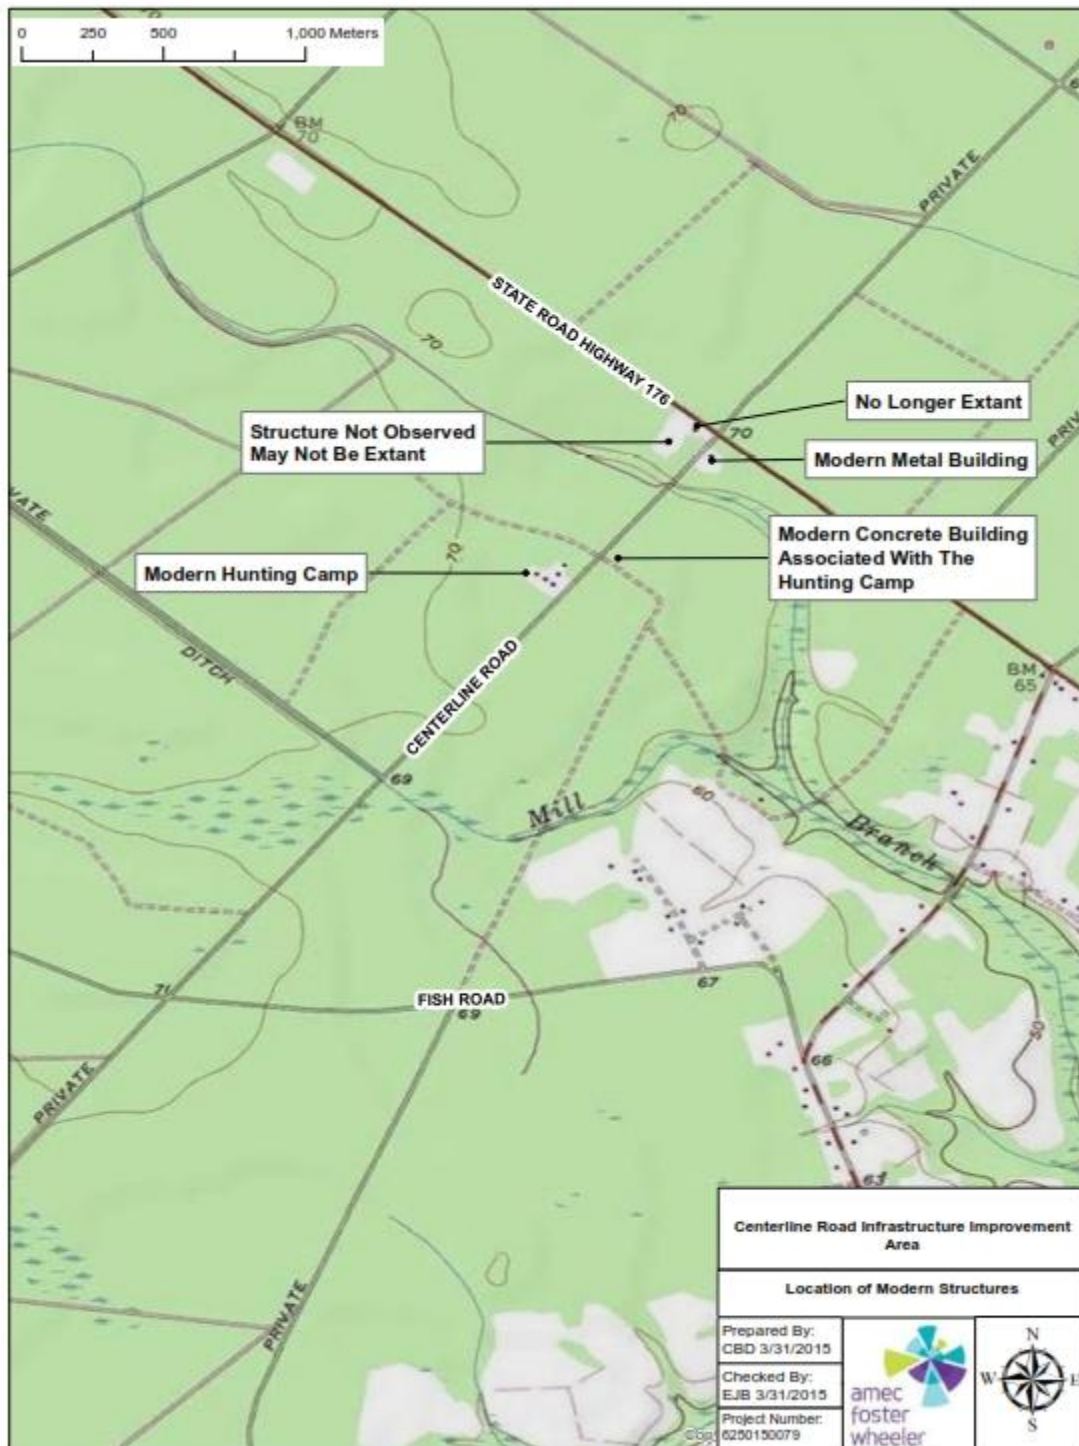 70
0 250 500 1,000 Meters
BM
70
70
PRIVATE
STATE ROAD HIGHWAY 176
70
No Longer Extant
Structure Not Observed
May Not Be Extant
70
Modern Metal Building
Modern Concrete Building
Associated With The
Hunting Camp
Modern Hunting Camp
70
DITCH
CENTERLINE ROAD
BM
65
69
Mill Branch
60
71
FISH ROAD
69
67
50
66
PRIVATE
63
PRIVATE
Centerline Road Infrastructure Improvement
Area
Location of Modern Structures
Prepared By:
CBD 3/31/2015
Checked By:
EJB 3/31/2015
Project Number:
6250150079
amec
foster
wheeler
N
W E
S